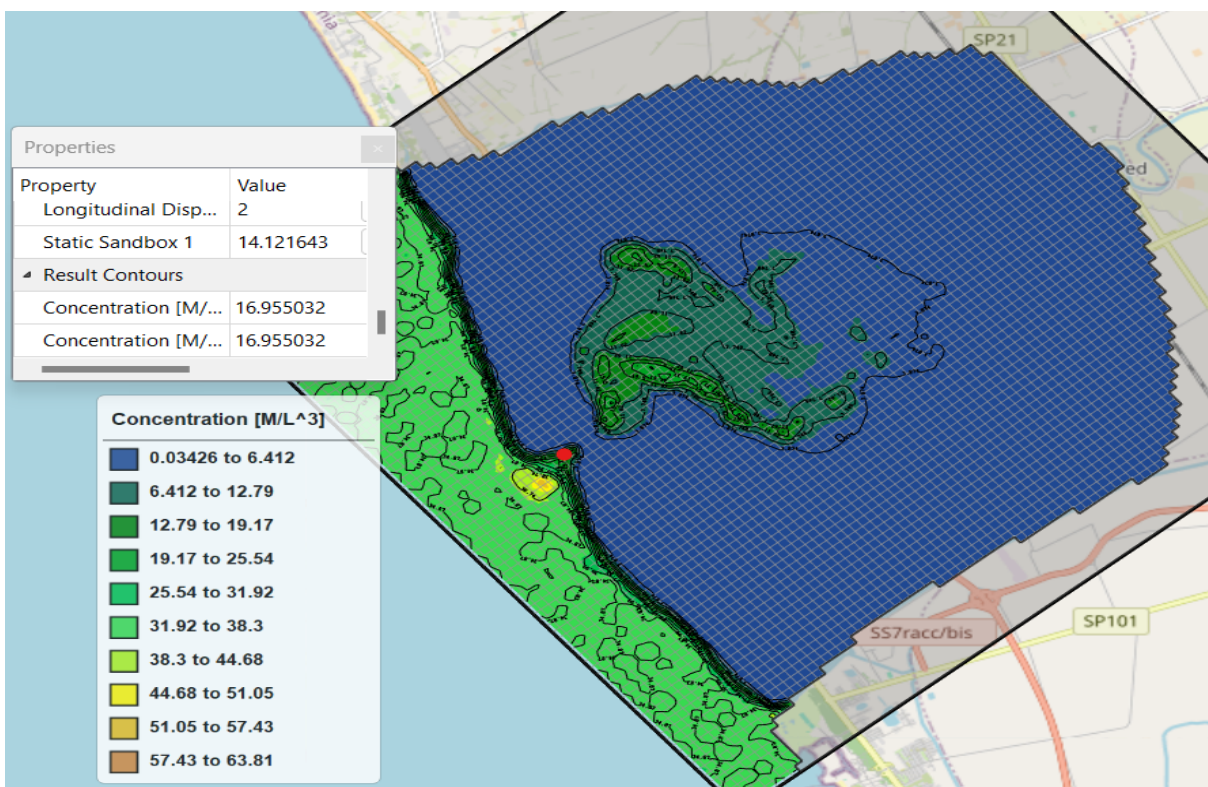 SP21
Properties
Property Value
Longitudinal Disp... 2
Static Sandbox 1 14.121643
Result Contours
Concentration [M/... 16.955032
Concentration [M/... 16.955032
ed
Concentration [M/L^3]
0.03426 to 6.412
6.412 to 12.79
12.79 to 19.17
19.17 to 25.54
25.54 to 31.92
31.92 to 38.3
38.3 to 44.68
44.68 to 51.05
51.05 to 57.43
57.43 to 63.81
SS7racc/bis
SP101